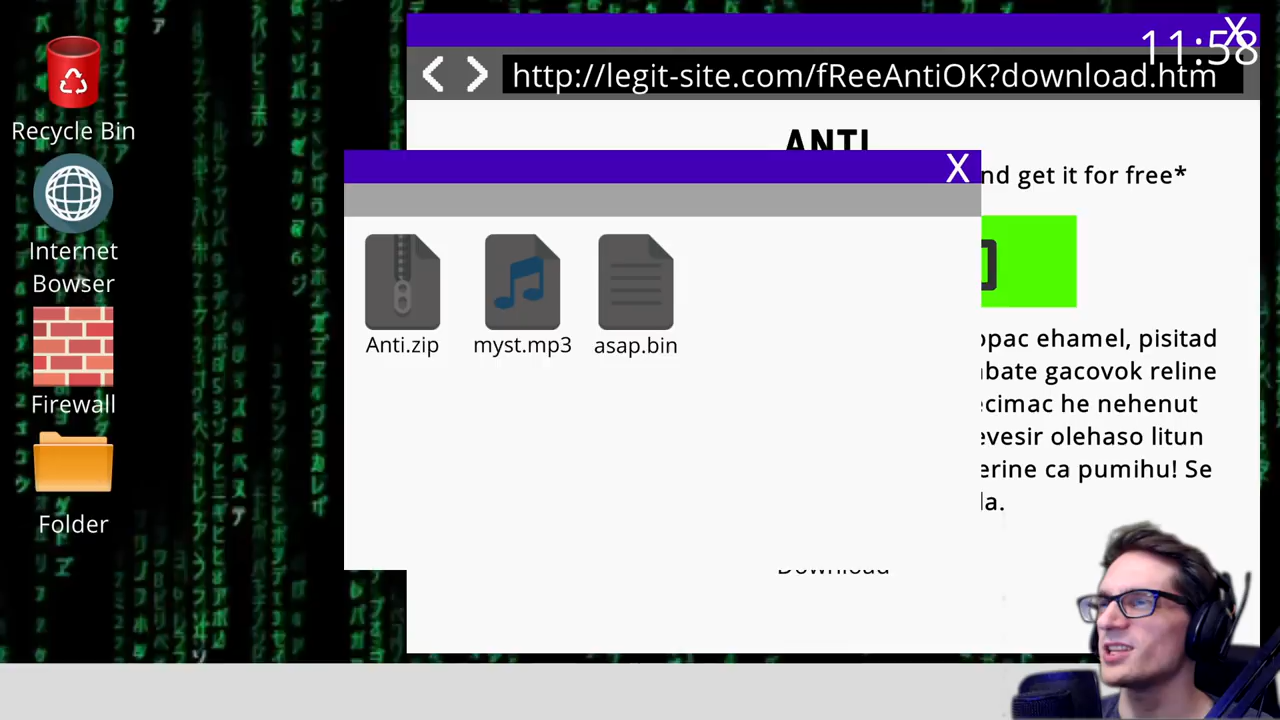 11:58
X
http://legit-site.com/fReeAntiOK?download.htm
Recycle Bin
Internet
Bowser
Firewall
Folder
ANTI
nd get it for free*
X
Anti.zip
myst.mp3
asap.bin
opac ehamel, pisitad
bate gacovok reline
ecimac he nehenut
evesir olehaso litun
erine ca pumihu! Se
la.
Download